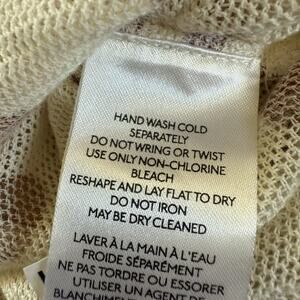 HAND WASH COLD
SEPARATELY
DO NOT WRING OR TWIST
USE ONLY NON-CHLORINE
BLEACH
RESHAPE AND LAY FLAT TO DRY
DO NOT IRON
MAY BE DRY CLEANED
LAVER À LA MAIN À L'EAU
FROIDE SÉPARÉMENT
NE PAS TORDRE OU ESSORER
UTILISER UN AGENT DE
BLANCHIMENT